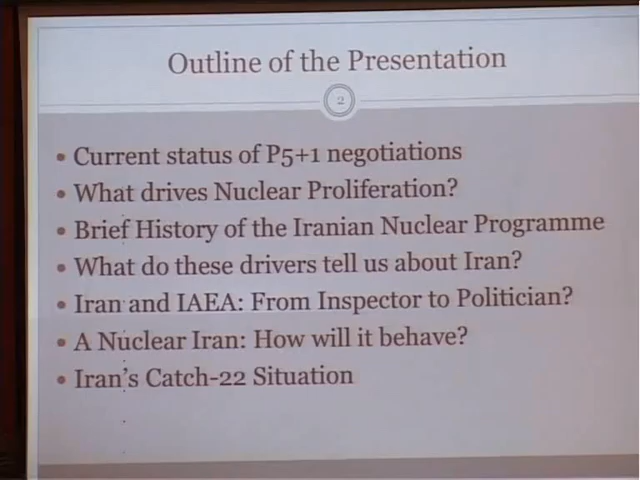 Outline of the Presentation
2
• Current status of P5+1 negotiations
• What drives Nuclear Proliferation?
• Brief History of the Iranian Nuclear Programme
• What do these drivers tell us about Iran?
• Iran and IAEA: From Inspector to Politician?
• A Nuclear Iran: How will it behave?
• Iran's Catch-22 Situation